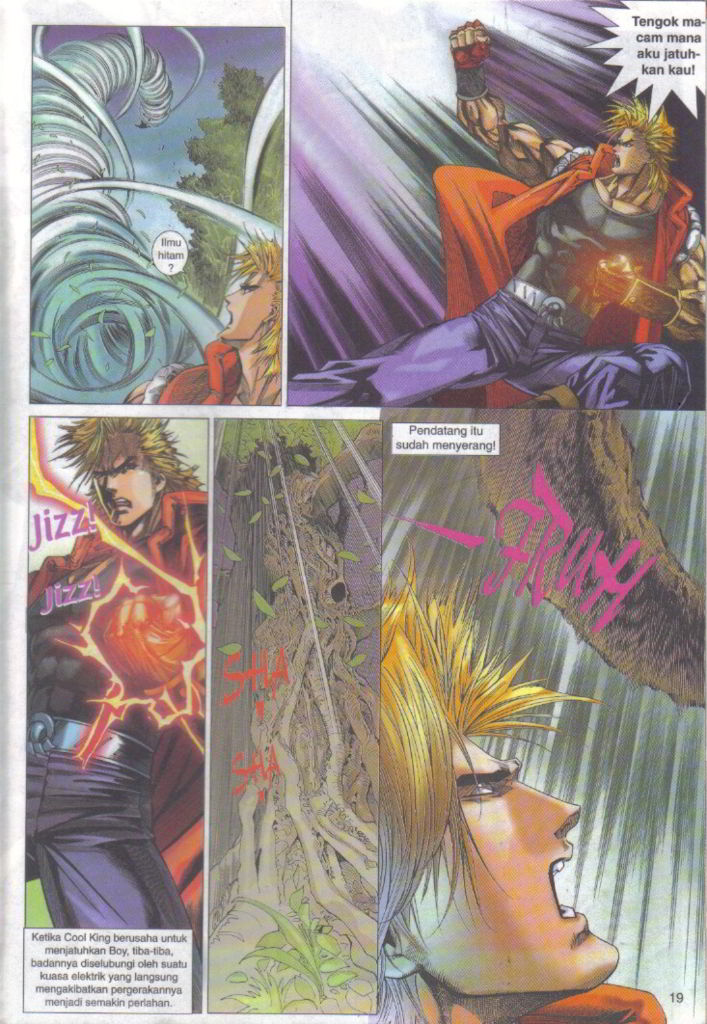 Ilmu
hitam
?
Tengok ma-
cam mana
aku jatuh-
kan kau!
Jizz!
Jizz!
Ketika Cool King berusaha untuk
menjatuhkan Boy, tiba-tiba,
badannya diselubungi oleh suatu
kuasa elektrik yang langsung
mengakibatkan pergerakannya
menjadi semakin perlahan.
SHA
SHA
Pendatang itu
sudah menyerang!
19